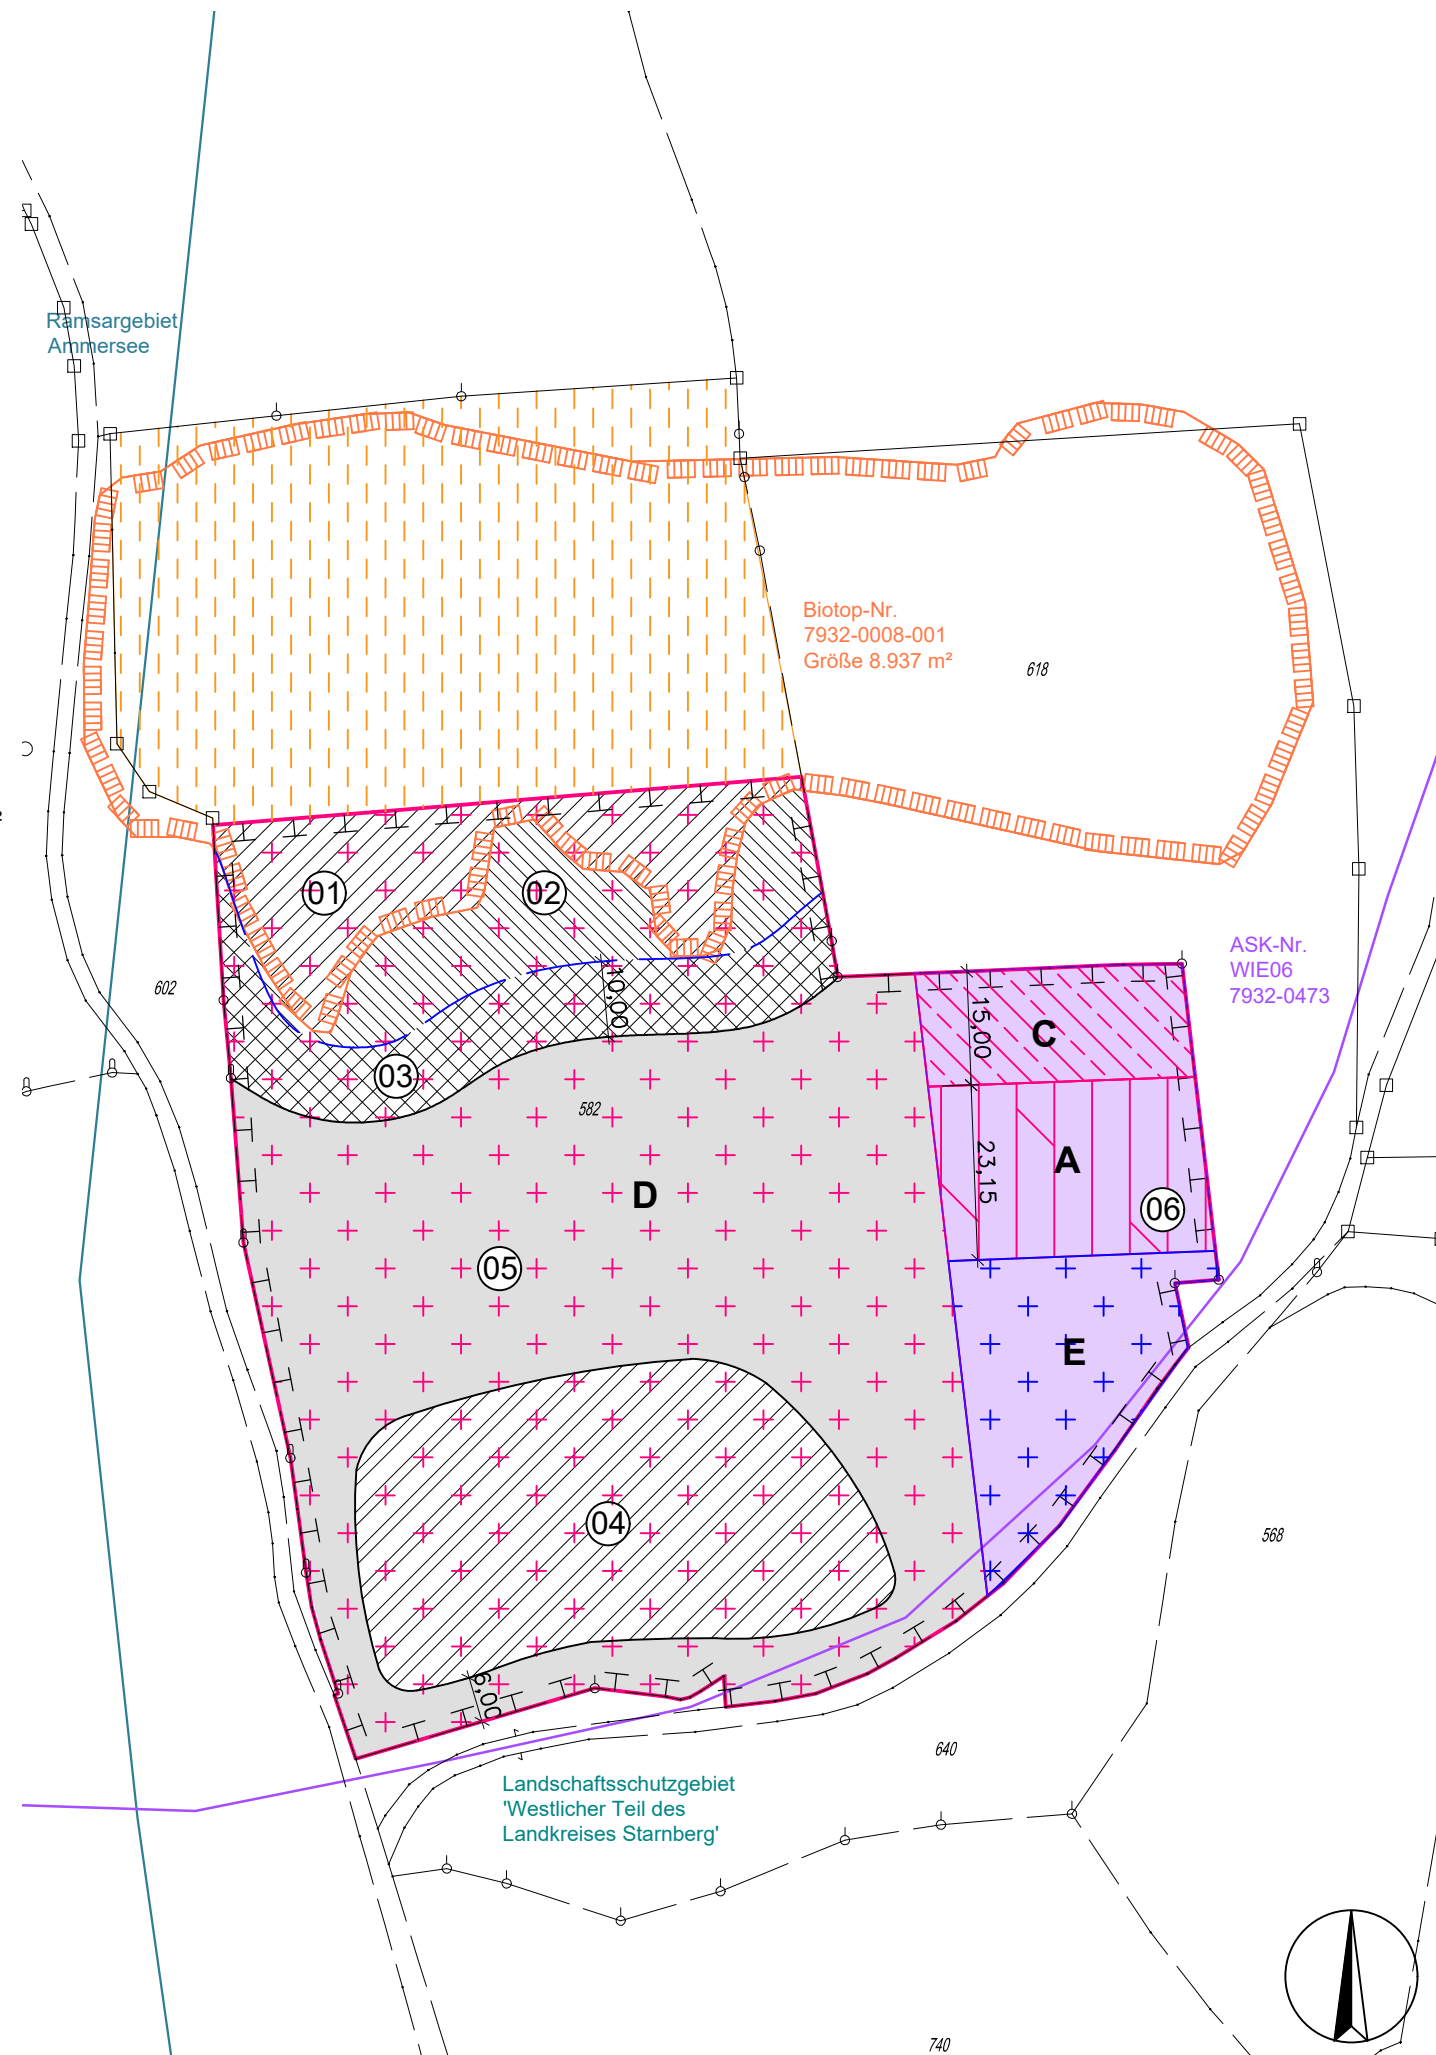 Ramsargebiet
Ammersee
Biotop-Nr.
7932-0008-001
Größe 8.937 m²
618
01
02
ASK-Nr.
WIE06
7932-0473
602
10,00
15,00
C
03
582
23,15
A
D
06
05
E
04
568
6,00
640
Landschaftsschutzgebiet
'Westlicher Teil des
Landkreises Starnberg'
740